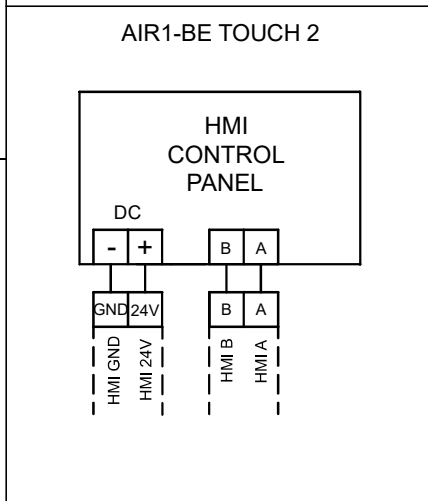 AIR1-BE TOUCH 2
HMI
CONTROL
PANEL
DC
- + B A
GND 24V B A
HMI GND
HMI 24V
HMI B
HMI A